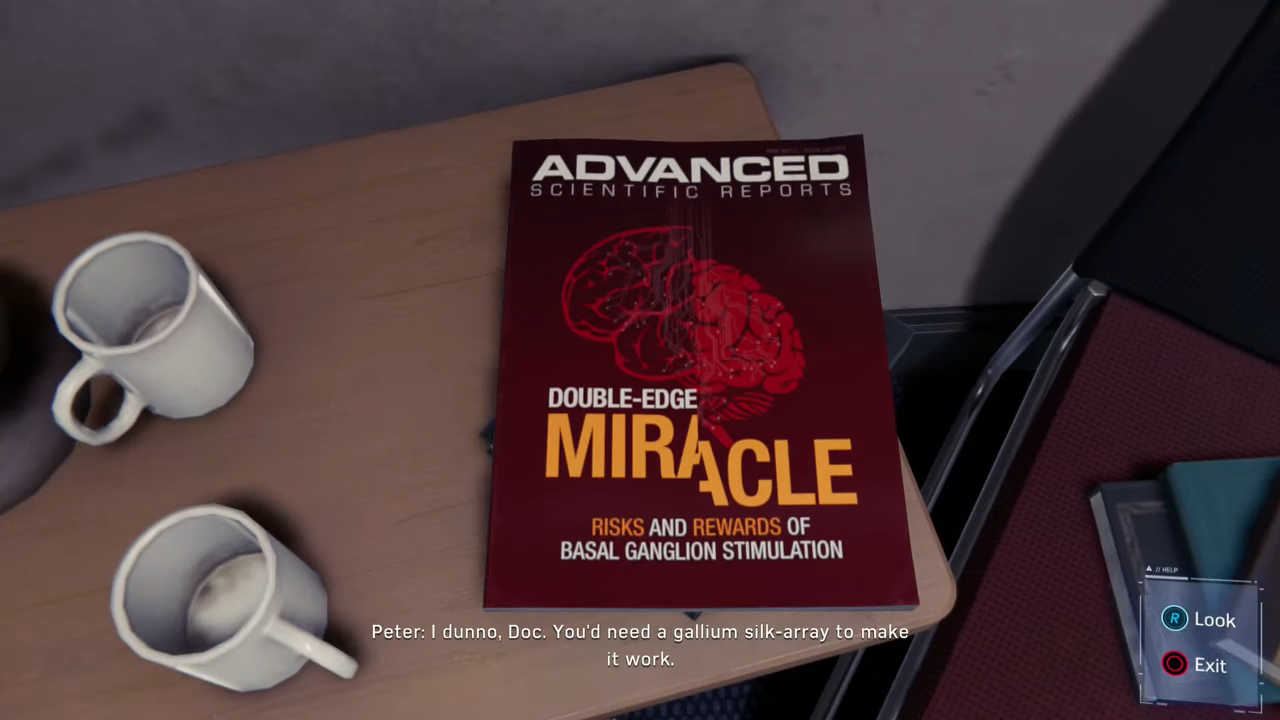 ADVANCED
SCIENTIFIC REPORTS
DOUBLE-EDGE
MIRACLE
RISKS AND REWARDS OF
BASAL GANGLION STIMULATION
Peter: I dunno, Doc. You'd need a gallium silk-array to make
it work.
// HELP
R Look
Exit